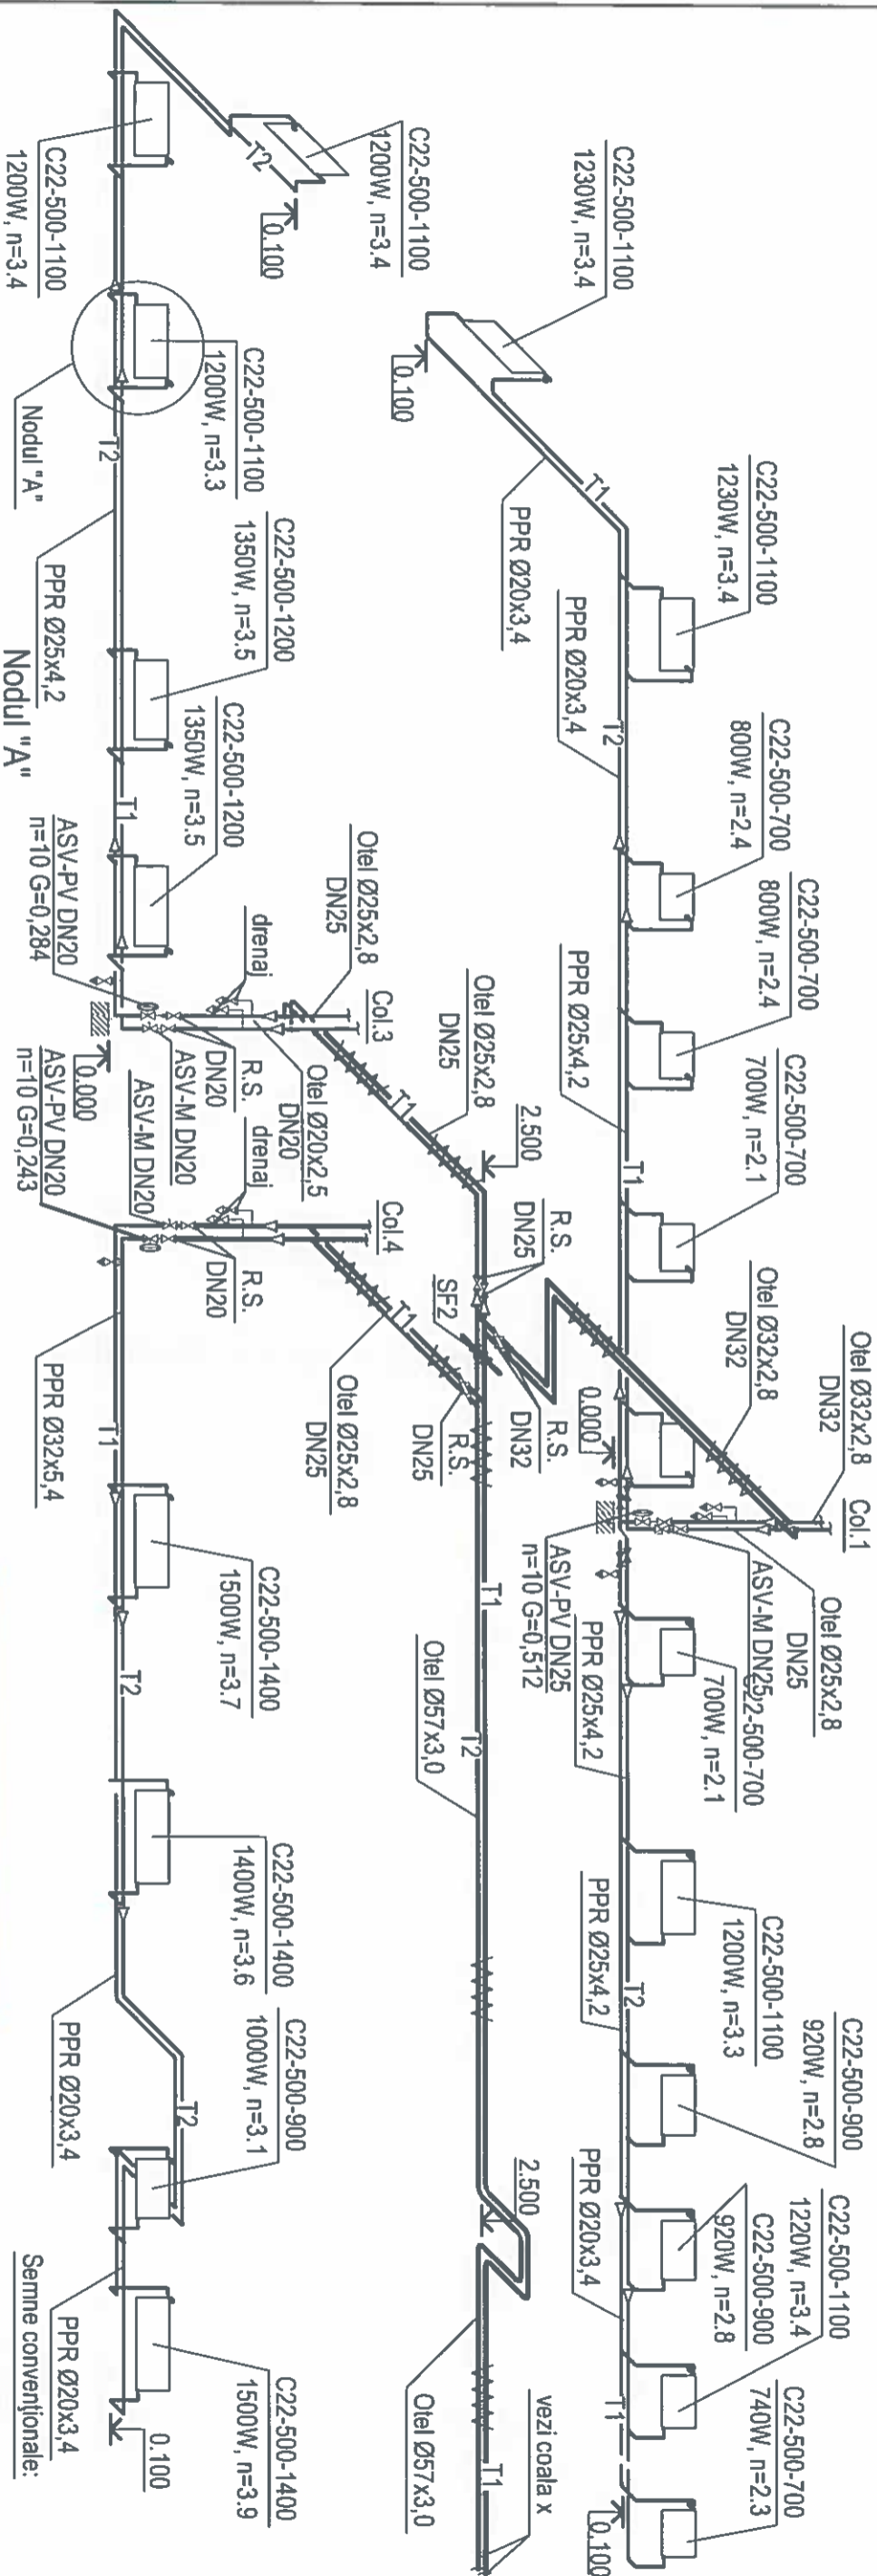 C22-500-1100
1230W, n=3.4
C22-500-1100
1230W, n=3.4
C22-500-700
800W, n=2.4
C22-500-700
800W, n=2.4
C22-500-700
700W, n=2.1
Otel Ø32x2,8
DN32
Otel Ø32x2,8
DN32
Col.1
Otel Ø25x2,8
DN25
ASV-M DN25
ASV-PV DN25
n=10 G=0,512
C22-500-700
700W, n=2.1
C22-500-1100
1200W, n=3.3
C22-500-900
920W, n=2.8
C22-500-1100
1220W, n=3.4
C22-500-900
920W, n=2.8
C22-500-700
740W, n=2.3
0.100
T1
PPR Ø20x3,4
PPR Ø20x3,4
T2
PPR Ø25x4,2
T1
0.000
PPR Ø25x4,2
PPR Ø25x4,2
T2
PPR Ø20x3,4
T1
0.100
C22-500-1100
1200W, n=3.4
T2
0.100
Otel Ø25x2,8
DN25
2.500
R.S.
DN25
SF2
R.S.
DN32
R.S.
DN25
T1
Otel Ø57x3,0
T2
2.500
vezi coala x
T1
Otel Ø57x3,0
Otel Ø25x2,8
DN25
Col.3
T1
drenaj
Otel Ø20x2,5
DN20
R.S.
DN20
ASV-M DN20
ASV-PV DN20
n=10 G=0,284
0.000
Col.4
T1
Otel Ø25x2,8
DN25
drenaj
R.S.
DN20
ASV-M DN20
ASV-PV DN20
n=10 G=0,243
C22-500-1100
1200W, n=3.4
C22-500-1100
1200W, n=3.3
Nodul "A"
C22-500-1200
1350W, n=3.5
C22-500-1200
1350W, n=3.5
T2
PPR Ø25x4,2
T1
Nodul "A"
PPR Ø32x5,4
T1
C22-500-1400
1500W, n=3.7
T2
C22-500-1400
1400W, n=3.6
PPR Ø20x3,4
C22-500-900
1000W, n=3.1
T2
PPR Ø20x3,4
C22-500-1400
1500W, n=3.9
0.100
Semne convenționale: